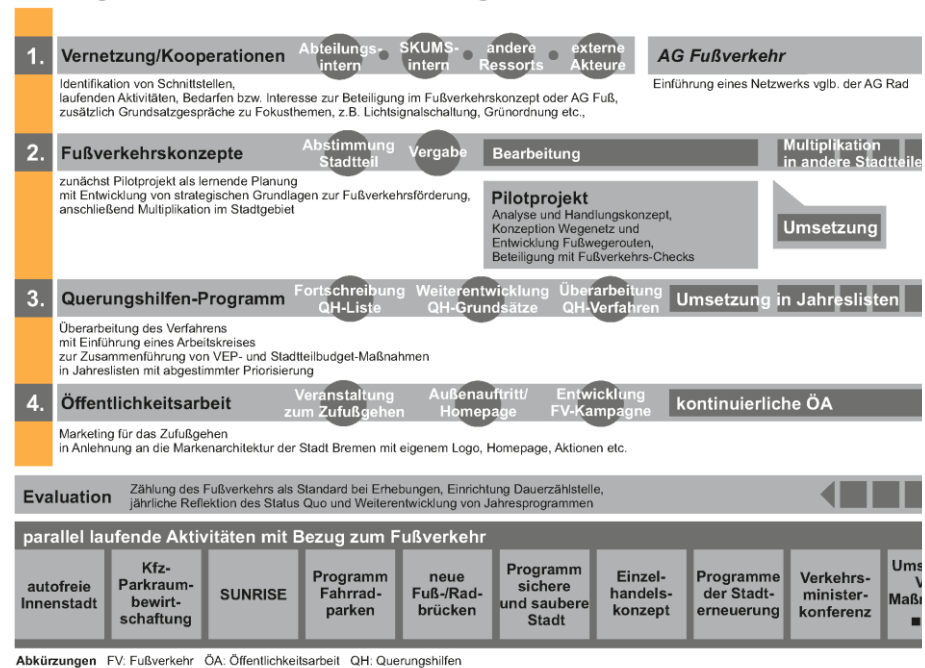 1. Vernetzung/Kooperationen
Abteilungs-
intern
SKUMS-
intern
andere
Ressorts
externe
Akteure
AG Fußverkehr
Identifikation von Schnittstellen,
laufenden Aktivitäten, Bedarfen bzw. Interesse zur Beteiligung im Fußverkehrskonzept oder AG Fuß,
zusätzlich Grundsatzgespräche zu Fokusthemen, z.B. Lichtsignalschaltung, Grünordnung etc.,
Einführung eines Netzwerks vglb. der AG Rad
2. Fußverkehrskonzepte
Abstimmung
Stadtteil
Vergabe
Bearbeitung
Multiplikation
in andere Stadtteile
zunächst Pilotprojekt als lernende Planung
mit Entwicklung von strategischen Grundlagen zur Fußverkehrsförderung,
anschließend Multiplikation im Stadtgebiet
Pilotprojekt
Analyse und Handlungskonzept,
Konzeption Wegenetz und
Entwicklung Fußwegerouten,
Beteiligung mit Fußverkehrs-Checks
Umsetzung
3. Querungshilfen-Programm
Fortschreibung
QH-Liste
Weiterentwicklung
QH-Grundsätze
Überarbeitung
QH-Verfahren
Umsetzung in Jahreslisten
Überarbeitung des Verfahrens
mit Einführung eines Arbeitskreises
zur Zusammenführung von VEP- und Stadtteilbudget-Maßnahmen
in Jahreslisten mit abgestimmter Priorisierung
4. Öffentlichkeitsarbeit
Veranstaltung
zum Zufußgehen
Außenauftritt/
Homepage
Entwicklung
FV-Kampagne
kontinuierliche ÖA
Marketing für das Zufußgehen
in Anlehnung an die Markenarchitektur der Stadt Bremen mit eigenem Logo, Homepage, Aktionen etc.
Evaluation
Zählung des Fußverkehrs als Standard bei Erhebungen, Einrichtung Dauerzählstelle,
jährliche Reflektion des Status Quo und Weiterentwicklung von Jahresprogrammen
parallel laufende Aktivitäten mit Bezug zum Fußverkehr
autofreie
Innenstadt
Kfz-
Parkraum-
bewirt-
schaftung
SUNRISE
Programm
Fahrrad-
parken
neue
Fuß-/Rad-
brücken
Programm
sichere
und saubere
Stadt
Einzel-
handels-
konzept
Programme
der Stadt-
erneuerung
Verkehrs-
minister-
konferenz
Abkürzungen FV: Fußverkehr ÖA: Öffentlichkeitsarbeit QH: Querungshilfen